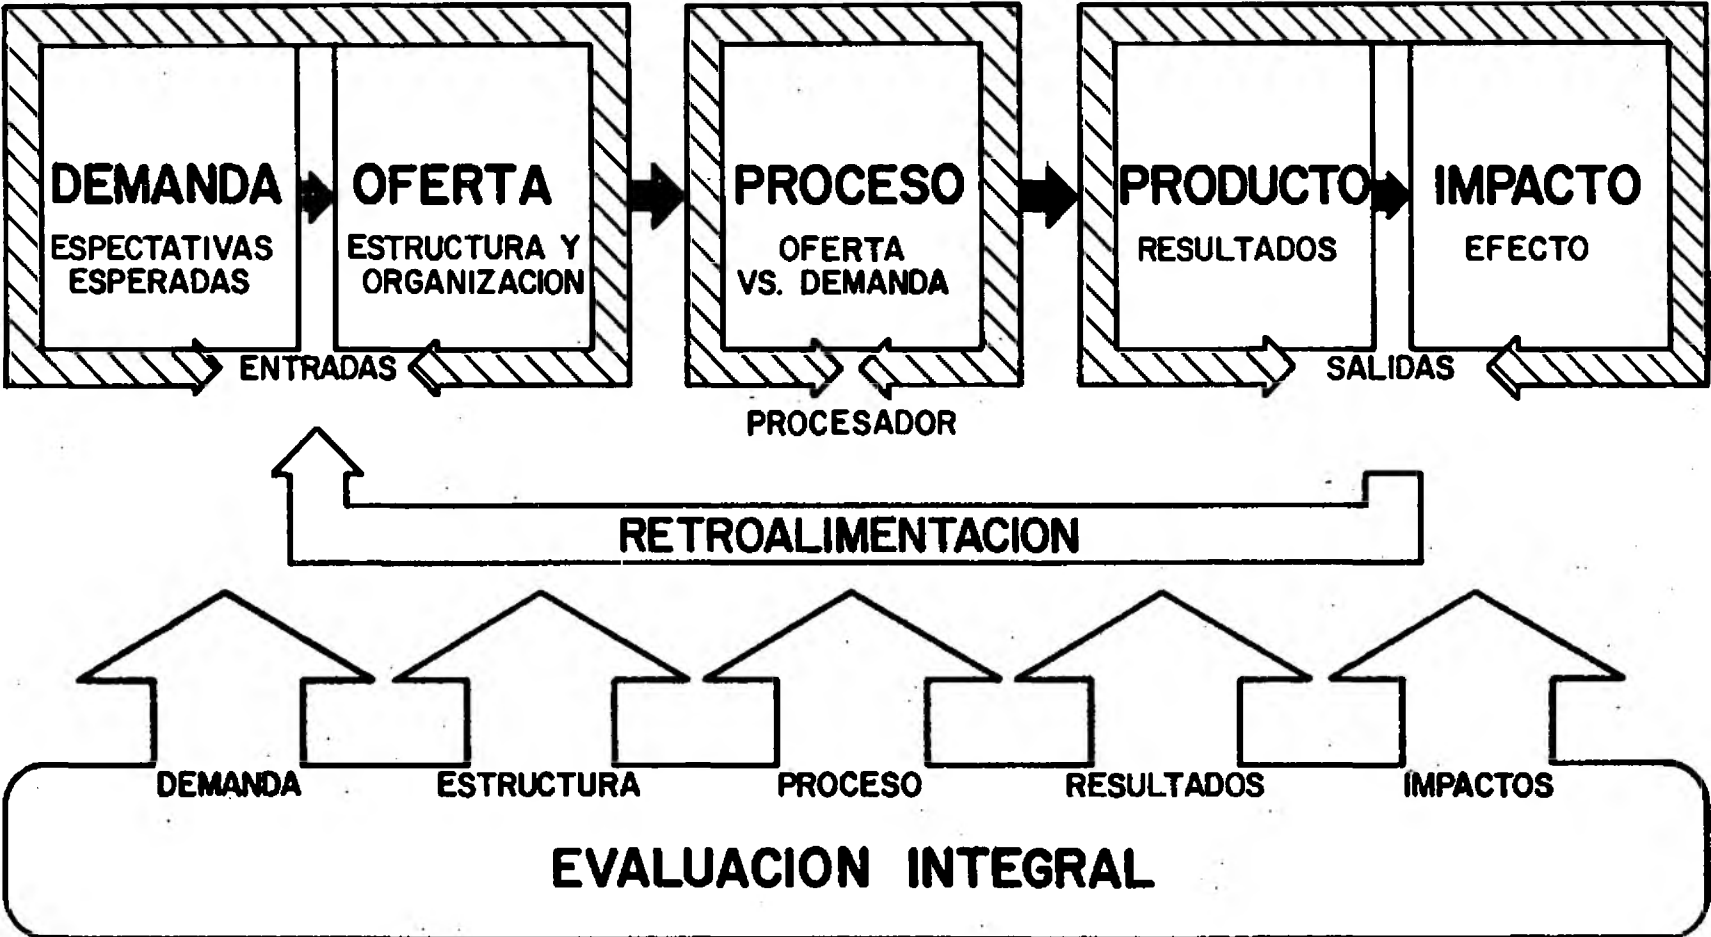 DEMANDA
ESPECTATIVAS
ESPERADAS
OFERTA
ESTRUCTURA Y
ORGANIZACION
ENTRADAS
PROCESO
OFERTA
VS. DEMANDA
PROCESADOR
PRODUCTO
RESULTADOS
IMPACTO
EFECTO
SALIDAS
RETROALIMENTACION
DEMANDA
ESTRUCTURA
PROCESO
RESULTADOS
IMPACTOS
EVALUACION INTEGRAL